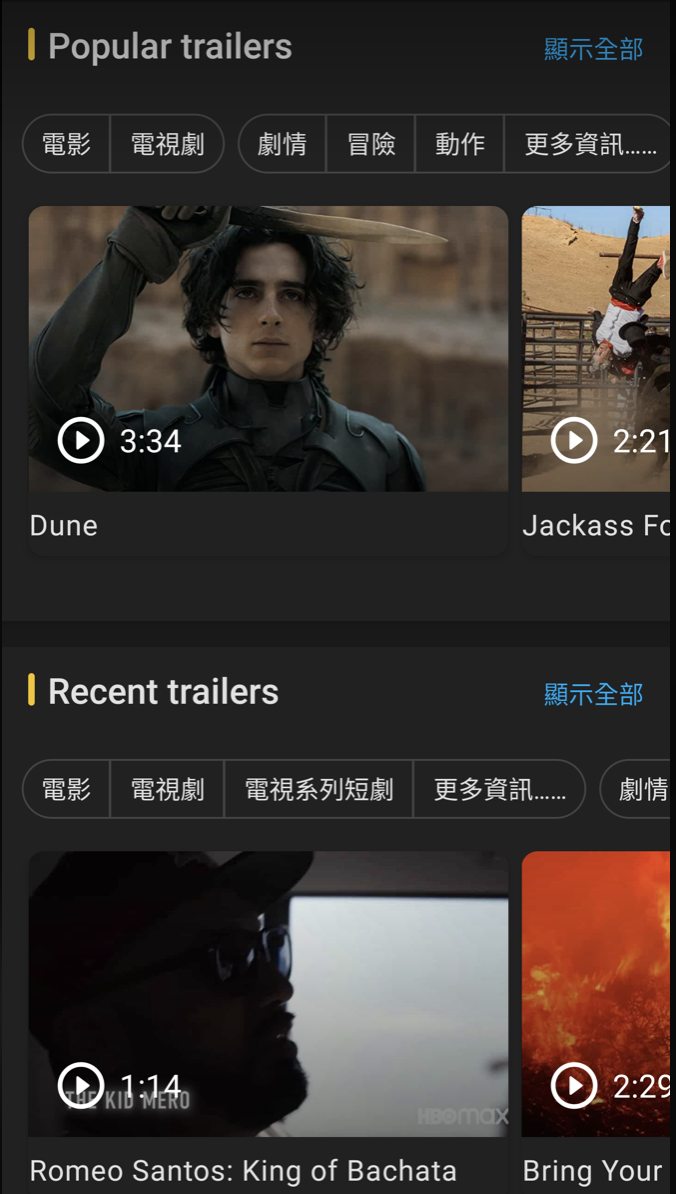 Popular trailers
顯示全部
電影 電視劇 劇情 冒險 動作 更多資訊……
3:34
2:21
Dune
Jackass Fo
Recent trailers
顯示全部
電影 電視劇 電視系列短劇 更多資訊…… 劇情
1:14
THE KID MERO
HBOmax
2:29
Romeo Santos: King of Bachata
Bring Your